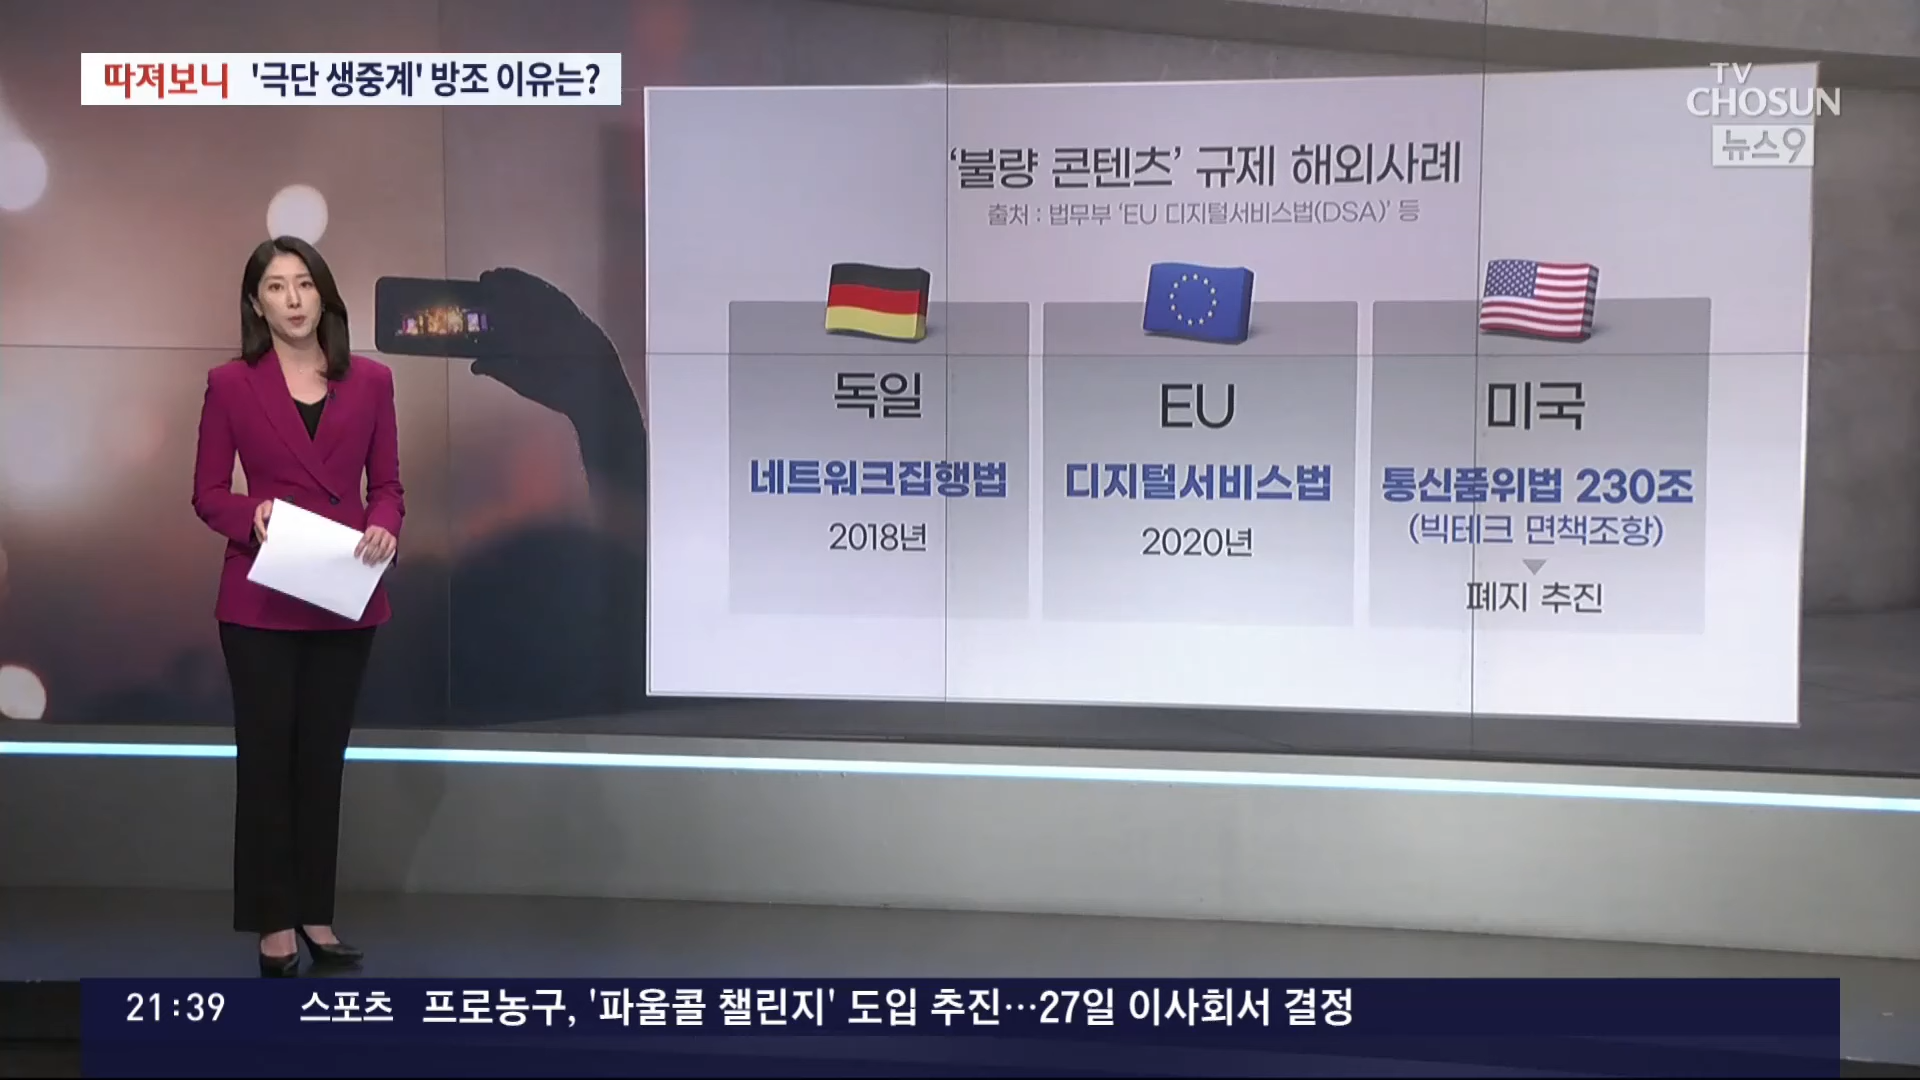 따져보니 '극단 생중계' 방조 이유는?
TV
CHOSUN
뉴스9
‘불량 콘텐츠’ 규제 해외사례
출처 : 법무부 ‘EU 디지털서비스법(DSA)’ 등
독일
네트워크집행법
2018년
EU
디지털서비스법
2020년
미국
통신품위법 230조
(빅테크 면책조항)
폐지 추진
21:39 스포츠 프로농구, '파울콜 챌린지' 도입 추진…27일 이사회서 결정